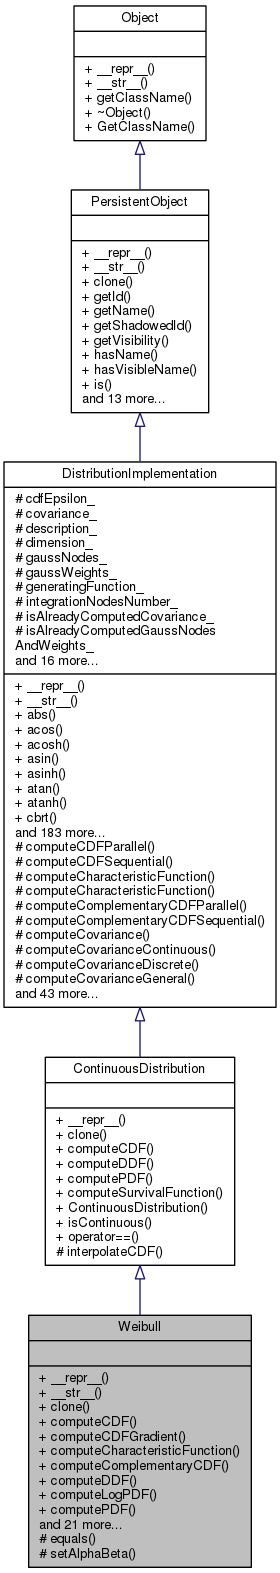 Object
+ __repr__()
+ __str__()
+ getClassName()
+ ~Object()
+ GetClassName()
PersistentObject
+ __repr__()
+ __str__()
+ clone()
+ getId()
+ getName()
+ getShadowedId()
+ getVisibility()
+ hasName()
+ hasVisibleName()
+ is()
and 13 more...
DistributionImplementation
# cdfEpsilon_
# covariance_
# description_
# dimension_
# gaussNodes_
# gaussWeights_
# generatingFunction_
# integrationNodesNumber_
# isAlreadyComputedCovariance_
# isAlreadyComputedGaussNodes
AndWeights_
and 16 more...
+ __repr__()
+ __str__()
+ abs()
+ acos()
+ acosh()
+ asin()
+ asinh()
+ atan()
+ atanh()
+ cbrt()
and 183 more...
# computeCDFParallel()
# computeCDFSequential()
# computeCharacteristicFunction()
# computeCharacteristicFunction()
# computeComplementaryCDFParallel()
# computeComplementaryCDFSequential()
# computeCovariance()
# computeCovarianceContinuous()
# computeCovarianceDiscrete()
# computeCovarianceGeneral()
and 43 more...
ContinuousDistribution
+ __repr__()
+ clone()
+ computeCDF()
+ computeDDF()
+ computePDF()
+ computeSurvivalFunction()
+ ContinuousDistribution()
+ isContinuous()
+ operator==()
# interpolateCDF()
Weibull
+ __repr__()
+ __str__()
+ clone()
+ computeCDF()
+ computeCDFGradient()
+ computeCharacteristicFunction()
+ computeComplementaryCDF()
+ computeDDF()
+ computeLogPDF()
+ computePDF()
and 21 more...
# equals()
# setAlphaBeta()